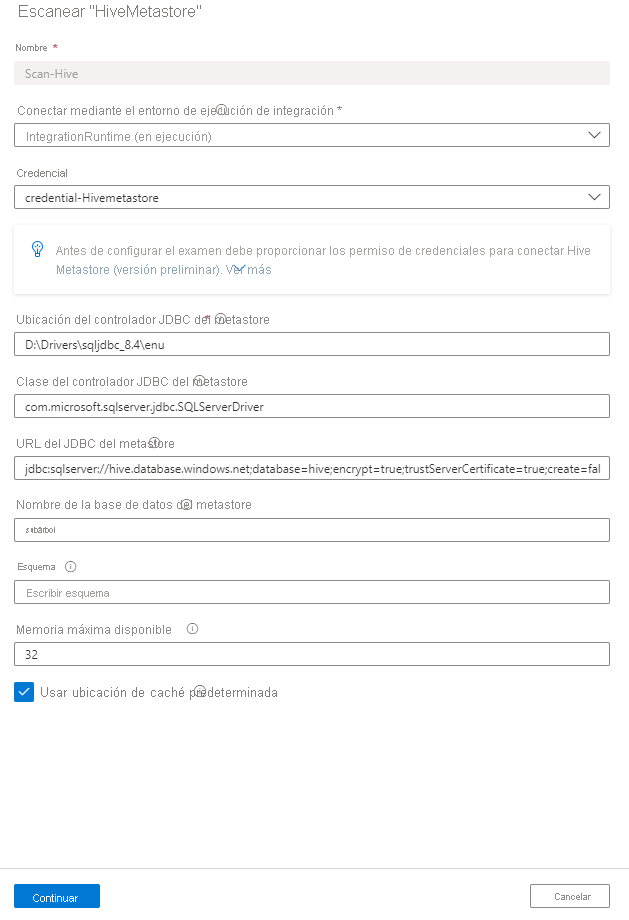 Escanear "HiveMetastore"
Nombre *
Scan-Hive
Conectar mediante el entorno de ejecución de integración *
IntegrationRuntime (en ejecución)
Credencial
credential-Hivemetastore
Antes de configurar el examen debe proporcionar los permiso de credenciales para conectar Hive
Metastore (versión preliminar). Ver más
Ubicación del controlador JDBC del metastore *
D:\Drivers\sqljdbc_8.4\enu
Clase del controlador JDBC del metastore
com.microsoft.sqlserver.jdbc.SQLServerDriver
URL del JDBC del metastore
jdbc:sqlserver://hive.database.windows.net;database=hive;encrypt=true;trustServerCertificate=true;create=fal
Nombre de la base de datos del metastore
subárbol
Esquema
Escribir esquema
Memoria máxima disponible
32
Usar ubicación de caché predeterminada
Continuar
Cancelar